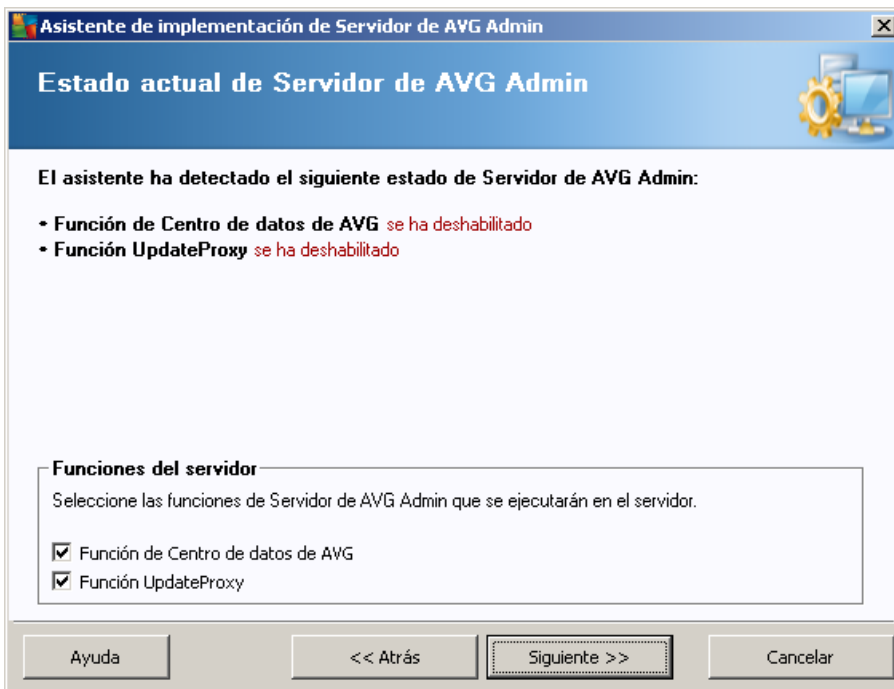 Asistente de implementación de Servidor de AVG Admin
Estado actual de Servidor de AVG Admin
El asistente ha detectado el siguiente estado de Servidor de AVG Admin:
• Función de Centro de datos de AVG se ha deshabilitado
• Función UpdateProxy se ha deshabilitado
Funciones del servidor
Seleccione las funciones de Servidor de AVG Admin que se ejecutarán en el servidor.
Función de Centro de datos de AVG
Función UpdateProxy
Ayuda
<< Atrás
Siguiente >>
Cancelar